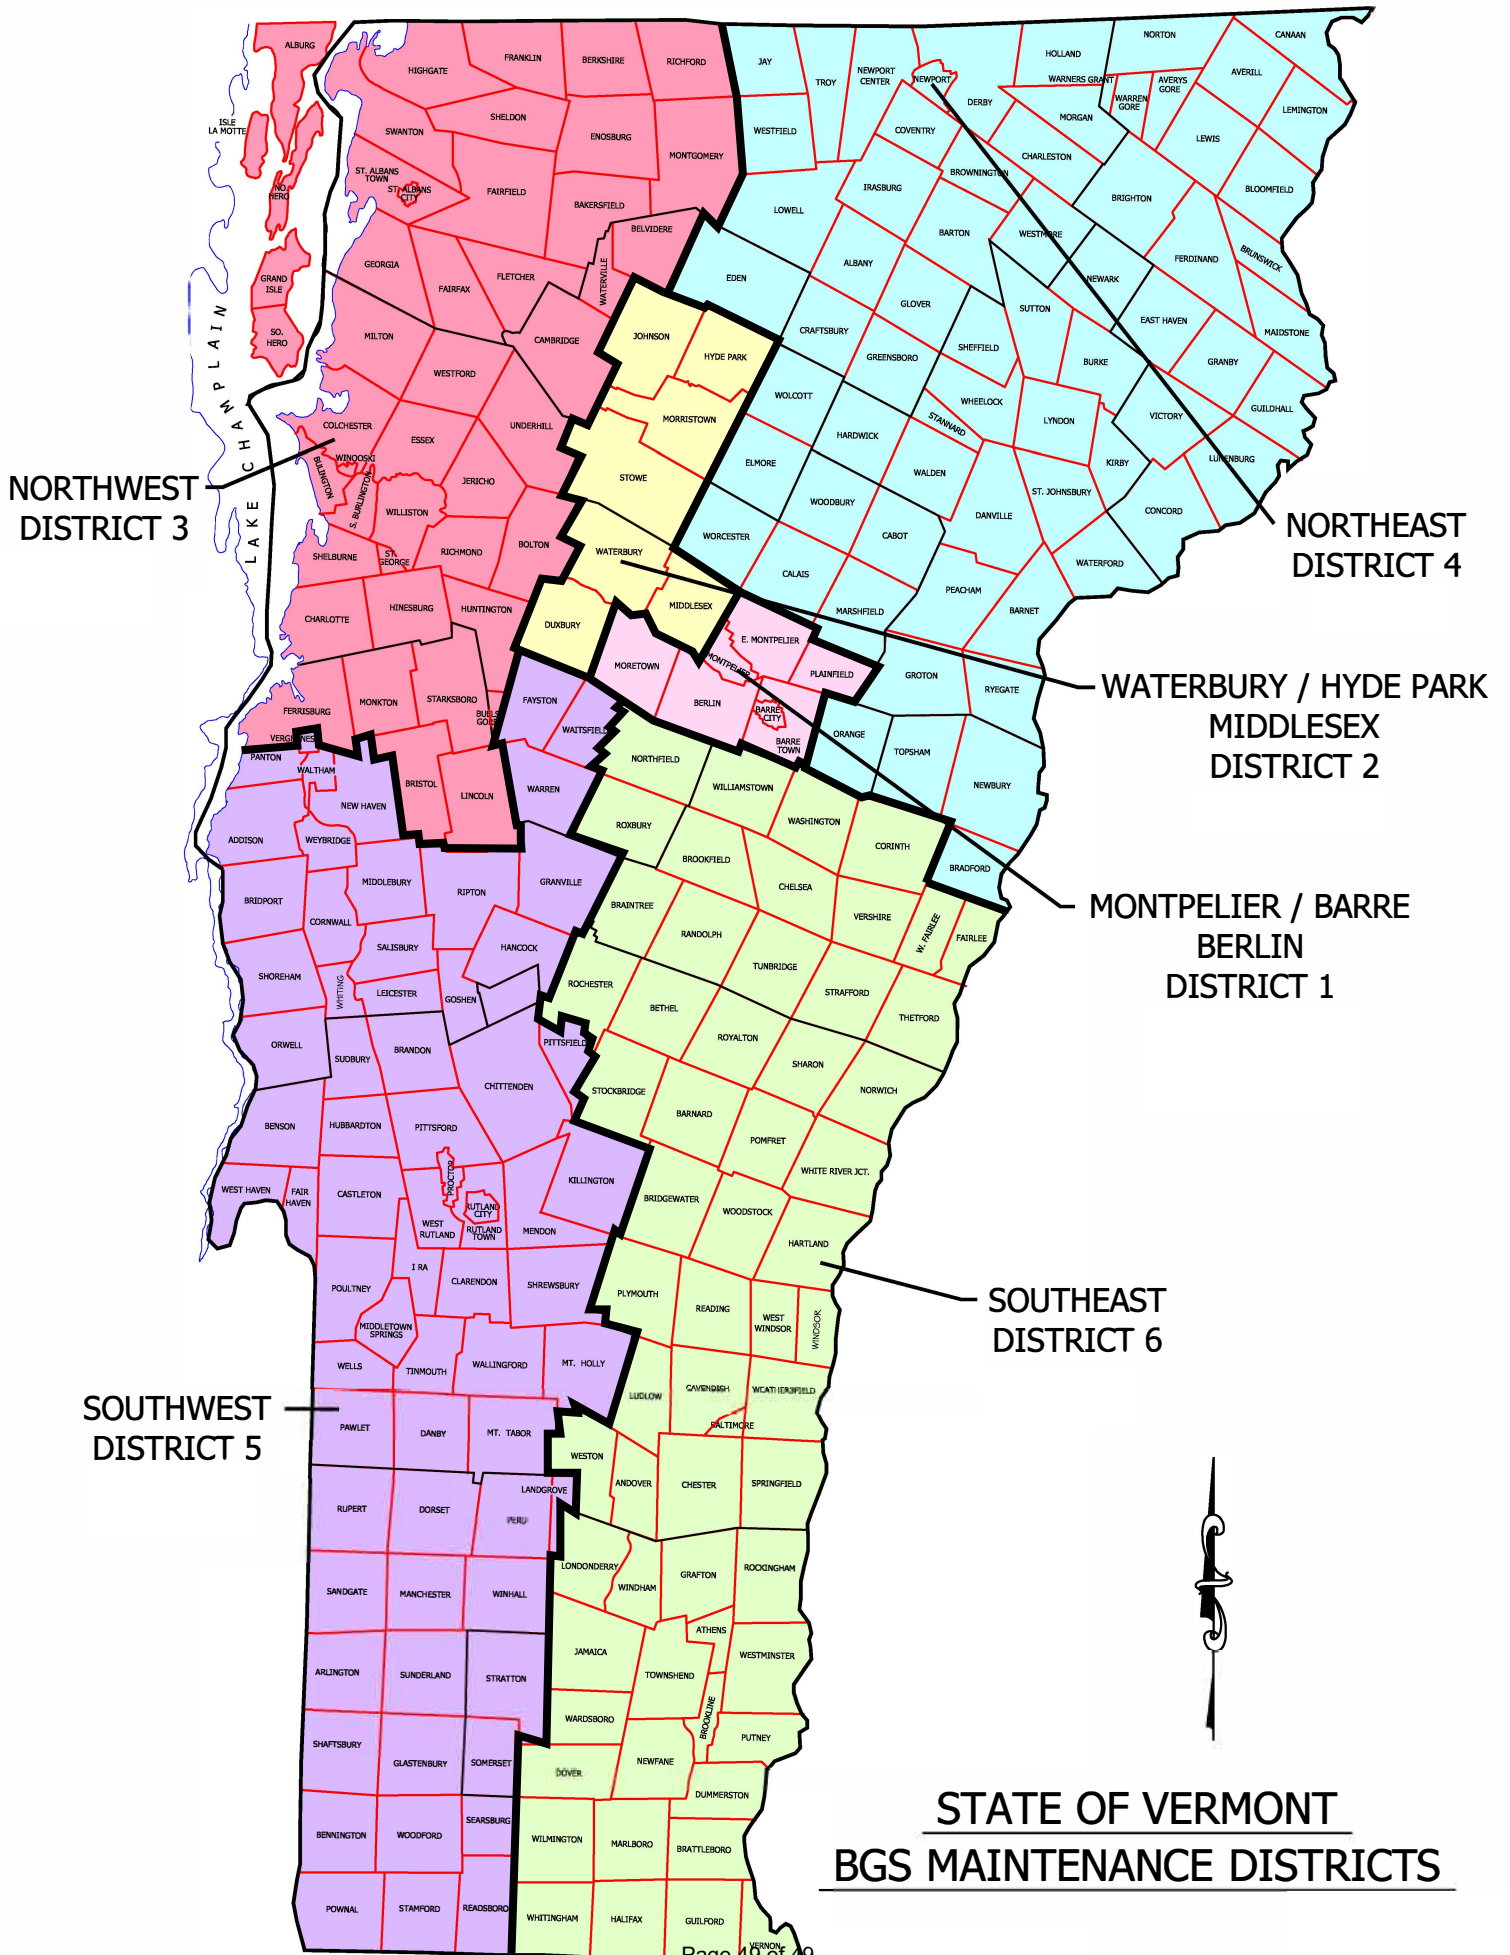 ALBURG
HIGHGATE
FRANKLIN
BERKSHIRE
RICHFORD
JAY
TROY
NEWPORT
CENTER
NEWPORT
DERBY
HOLLAND
WARNERS GRANT
NORTON
CANAAN
AVERILL
AVERYS
GORE
WARREN
GORE
LEMINGTON
MORGAN
ISLE
LA MOTTE
SWANTON
SHELDON
ENOSBURG
MONTGOMERY
WESTFIELD
COVENTRY
CHARLESTON
LEWIS
ST. ALBANS
TOWN
ST. ALBANS
CITY
FAIRFIELD
BAKERSFIELD
NO.
HERO
BROWNINGTON
IRASBURG
BRIGHTON
BLOOMFIELD
LOWELL
BELVIDERE
BARTON
WESTMORE
FERDINAND
BRUNSWICK
GEORGIA
FAIRFAX
FLETCHER
WATERVILLE
EDEN
ALBANY
NEWARK
GRAND
ISLE
GLOVER
SUTTON
EAST HAVEN
MAIDSTONE
SO.
HERO
MILTON
CAMBRIDGE
JOHNSON
HYDE PARK
CRAFTSBURY
GREENSBORO
SHEFFIELD
BURKE
GRANBY
WESTFORD
WOLCOTT
WHEELOCK
STANNARD
LYNDON
VICTORY
GUILDHALL
LAKE CHAMPLAIN
COLCHESTER
ESSEX
UNDERHILL
MORRISTOWN
HARDWICK
WINOOSKI
BULINGTON
S. BURLINGTON
JERICHO
STOWE
ELMORE
WALDEN
KIRBY
LUNENBURG
NORTHWEST
DISTRICT 3
WILLISTON
WOODBURY
ST. JOHNSBURY
DANVILLE
CONCORD
NORTHEAST
DISTRICT 4
SHELBURNE
ST.
GEORGE
RICHMOND
BOLTON
WATERBURY
WORCESTER
CABOT
CALAIS
WATERFORD
PEACHAM
CHARLOTTE
HINESBURG
HUNTINGTON
DUXBURY
MIDDLESEX
MARSHFIELD
BARNET
E. MONTPELIER
MORETOWN
MONTPELIER
PLAINFIELD
GROTON
RYEGATE
WATERBURY / HYDE PARK
MIDDLESEX
DISTRICT 2
FERRISBURG
MONKTON
STARKSBORO
BUELS
GORE
FAYSTON
WAITSFIELD
BERLIN
BARRE
CITY
BARRE
TOWN
ORANGE
TOPSHAM
VERGENNES
PANTON
WALTHAM
NEW HAVEN
BRISTOL
LINCOLN
WARREN
NORTHFIELD
WILLIAMSTOWN
NEWBURY
ADDISON
WEYBRIDGE
ROXBURY
WASHINGTON
CORINTH
BROOKFIELD
BRADFORD
BRIDPORT
MIDDLEBURY
RIPTON
GRANVILLE
CHELSEA
MONTPELIER / BARRE
BERLIN
DISTRICT 1
CORNWALL
BRAINTREE
RANDOLPH
VERSHIRE
W. FAIRLEE
FAIRLEE
SALISBURY
HANCOCK
SHOREHAM
WHITING
LEICESTER
GOSHEN
ROCHESTER
TUNBRIDGE
STRAFFORD
THETFORD
BETHEL
ROYALTON
ORWELL
SUDBURY
BRANDON
PITTSFIELD
SHARON
NORWICH
CHITTENDEN
STOCKBRIDGE
BARNARD
BENSON
HUBBARDTON
PITTSFORD
POMFRET
WHITE RIVER JCT.
WEST HAVEN
FAIR
HAVEN
CASTLETON
PROCTOR
RUTLAND
CITY
WEST
RUTLAND
RUTLAND
TOWN
MENDON
KILLINGTON
BRIDGEWATER
WOODSTOCK
HARTLAND
I RA
POULTNEY
CLARENDON
SHREWSBURY
PLYMOUTH
READING
WEST
WINDSOR
WINDSOR
SOUTHEAST
DISTRICT 6
MIDDLETOWN
SPRINGS
WELLS
TINMOUTH
WALLINGFORD
MT. HOLLY
LUDLOW
CAVENDISH
WEATHERSFIELD
BALTIMORE
SOUTHWEST
DISTRICT 5
PAWLET
DANBY
MT. TABOR
WESTON
ANDOVER
CHESTER
SPRINGFIELD
LANDGROVE
RUPERT
DORSET
PERU
LONDONDERRY
WINDHAM
GRAFTON
ROCKINGHAM
SANDGATE
MANCHESTER
WINHALL
ATHENS
JAMAICA
TOWNSHEND
WESTMINSTER
ARLINGTON
SUNDERLAND
STRATTON
WARDSBORO
BROOKLINE
PUTNEY
SHAFTSBURY
GLASTENBURY
SOMERSET
DOVER
NEWFANE
DUMMERSTON
BENNINGTON
WOODFORD
SEARSBURG
WILMINGTON
MARLBORO
BRATTLEBORO
POWNAL
STAMFORD
READSBORO
WHITINGHAM
HALIFAX
GUILFORD
VERNON
STATE OF VERMONT
BGS MAINTENANCE DISTRICTS
Page 49 of 49